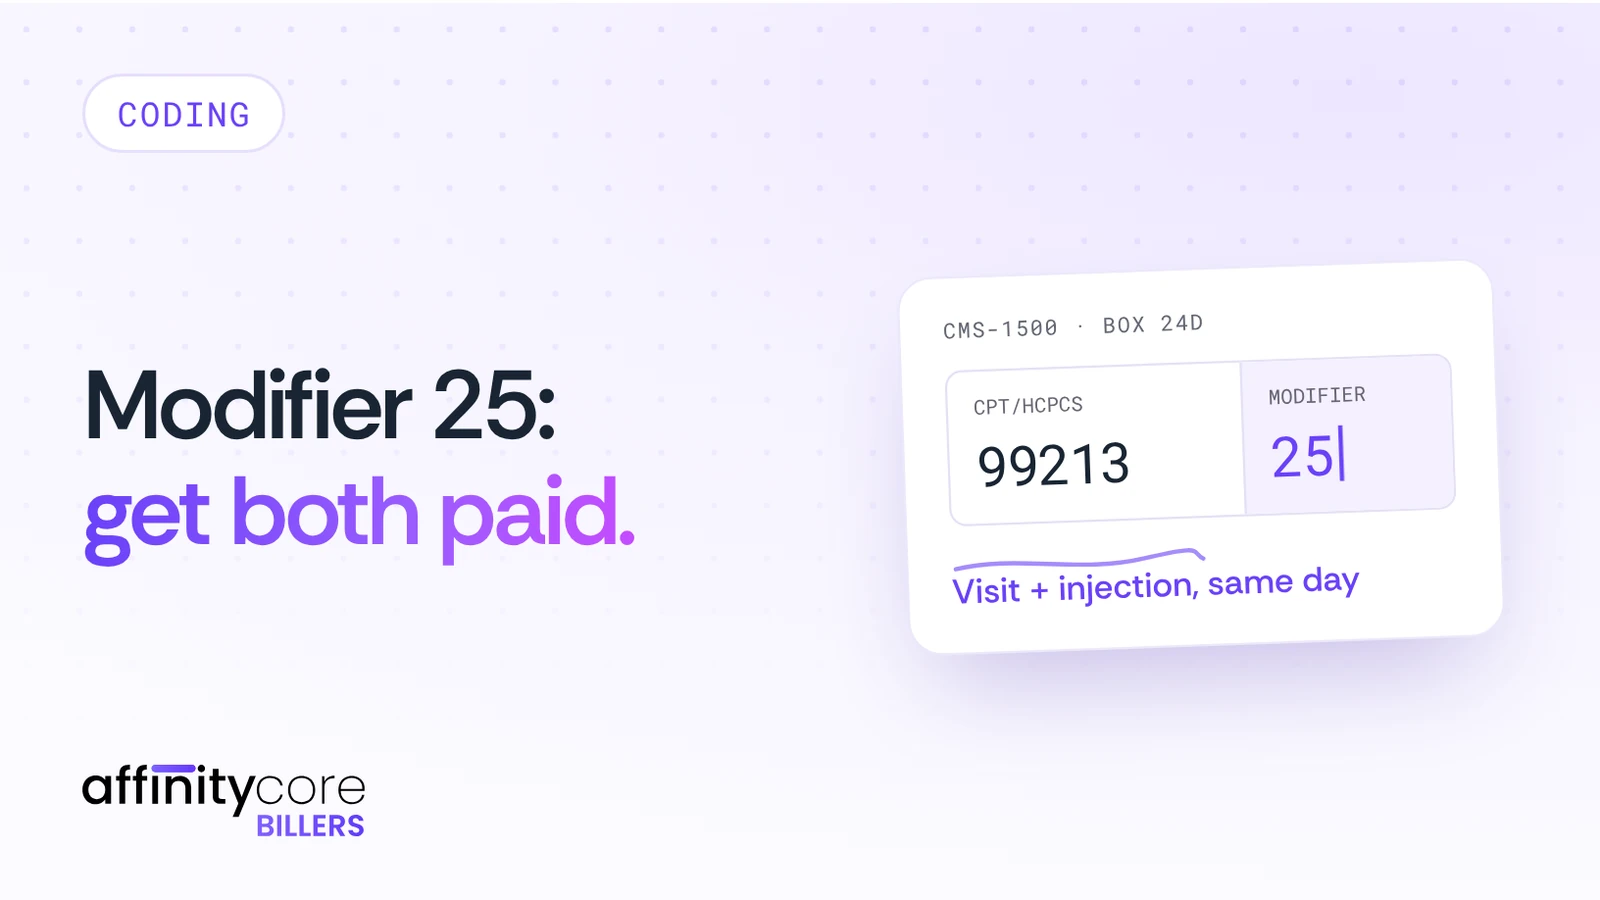 CODING
Modifier 25:
get both paid.
CMS-1500 · BOX 24D
CPT/HCPCS
99213
MODIFIER
25
Visit + injection, same day
affinitycore
BILLERS